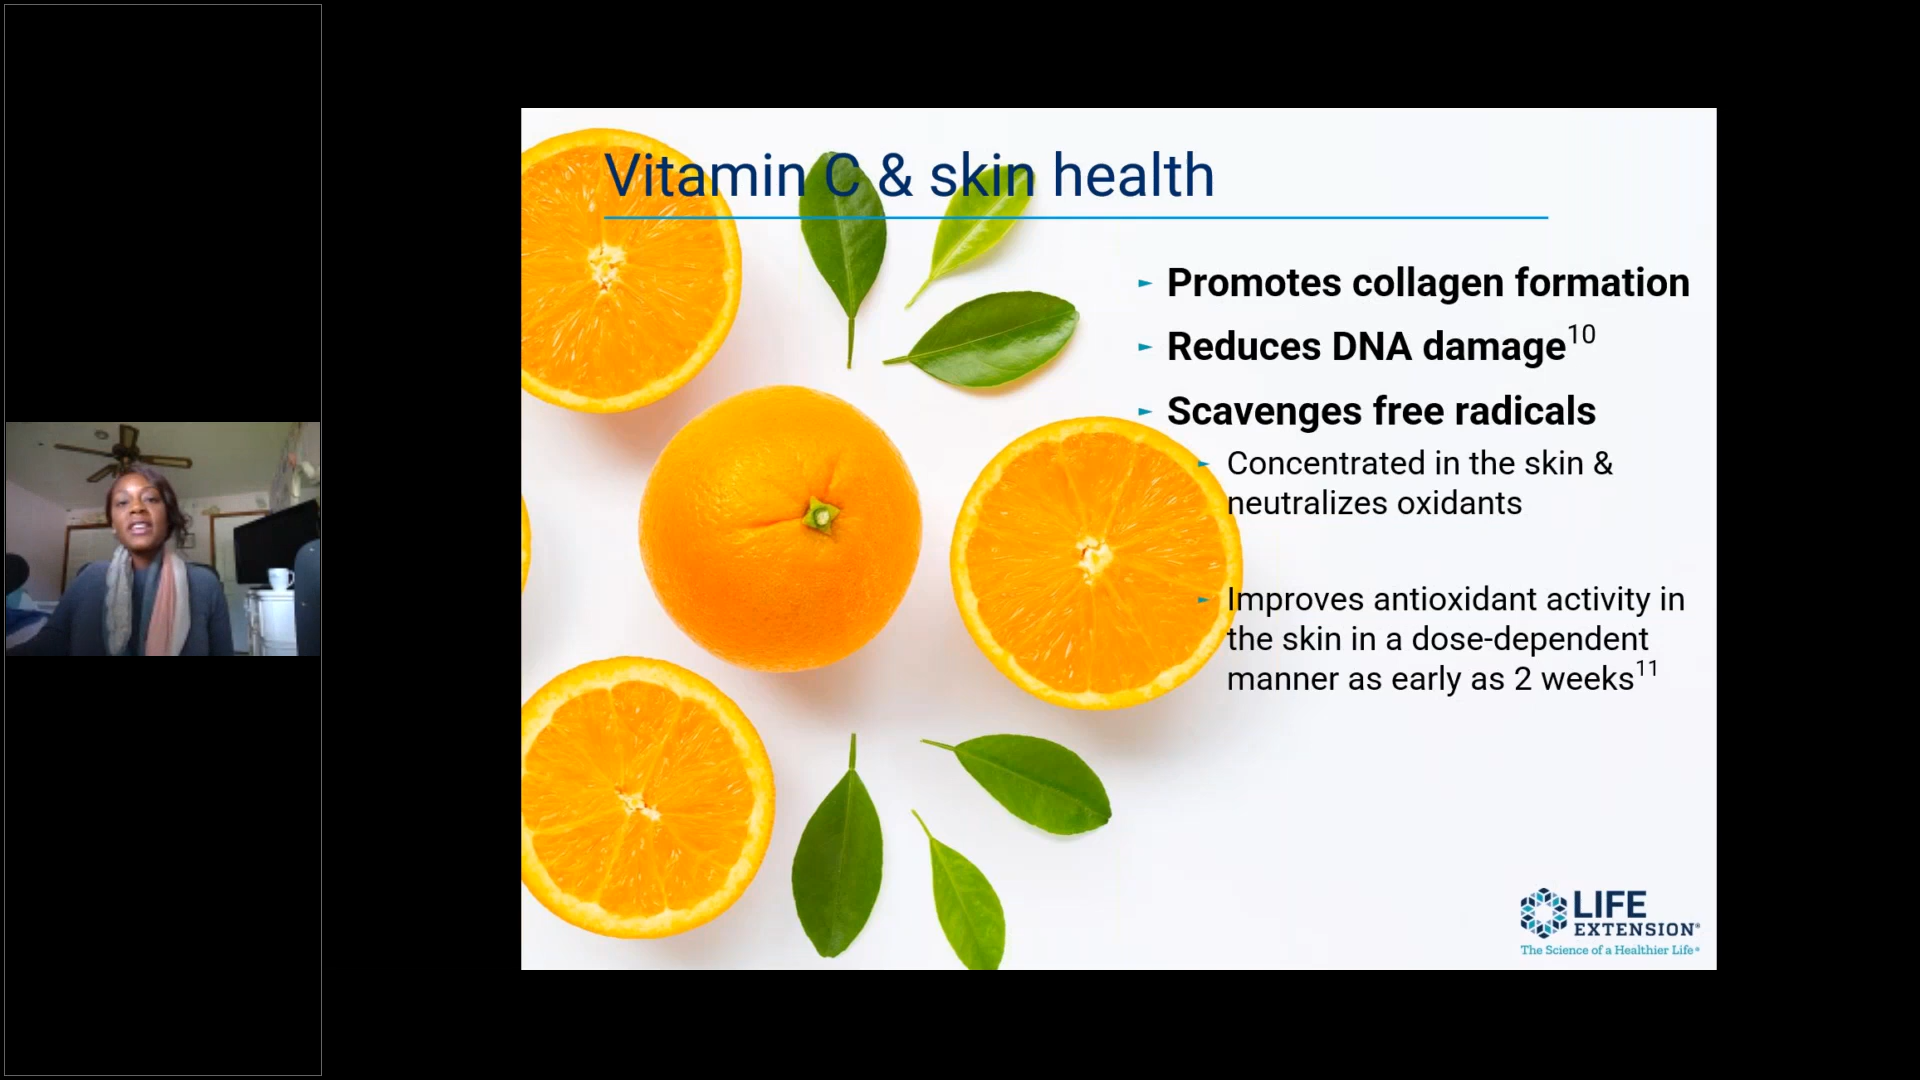 Vitamin C & skin health
► Promotes collagen formation
► Reduces DNA damage¹⁰
► Scavenges free radicals
► Concentrated in the skin &
neutralizes oxidants
► Improves antioxidant activity in
the skin in a dose-dependent
manner as early as 2 weeks¹¹
LIFE
EXTENSION®
The Science of a Healthier Life®